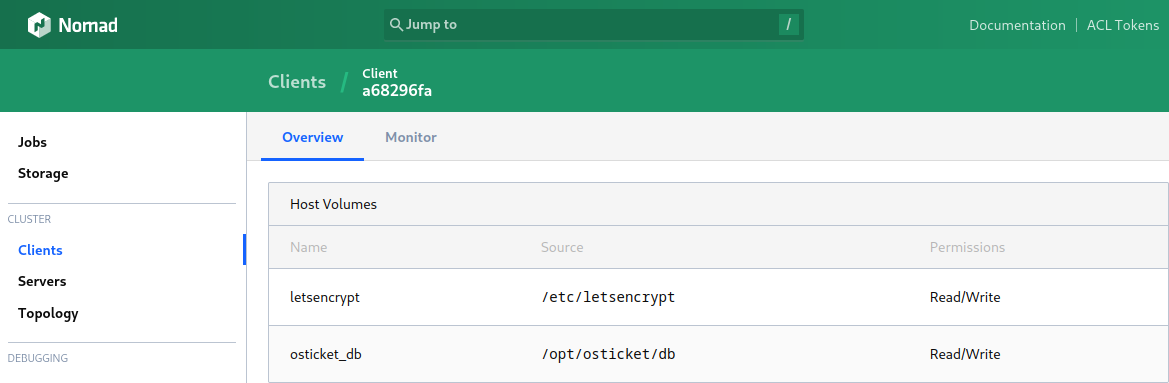 Nomad
Jump to /
Documentation | ACL Tokens
Clients / Client
a68296fa
Jobs
Storage
CLUSTER
Clients
Servers
Topology
DEBUGGING
Overview Monitor
Host Volumes
Name Source Permissions
letsencrypt /etc/letsencrypt Read/Write
osticket_db /opt/osticket/db Read/Write